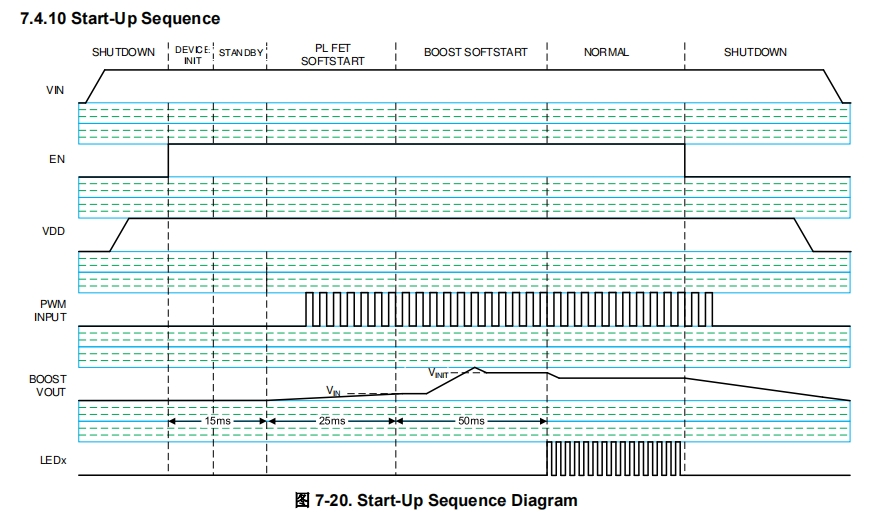 7.4.10 Start-Up Sequence
SHUTDOWN DEVICE INIT STANDBY PL FET SOFTSTART BOOST SOFTSTART NORMAL SHUTDOWN
VIN
EN
VDD
PWM
INPUT
BOOST
VOUT
VIN
VINIT
15ms 25ms 50ms
LEDx
图 7-20. Start-Up Sequence Diagram